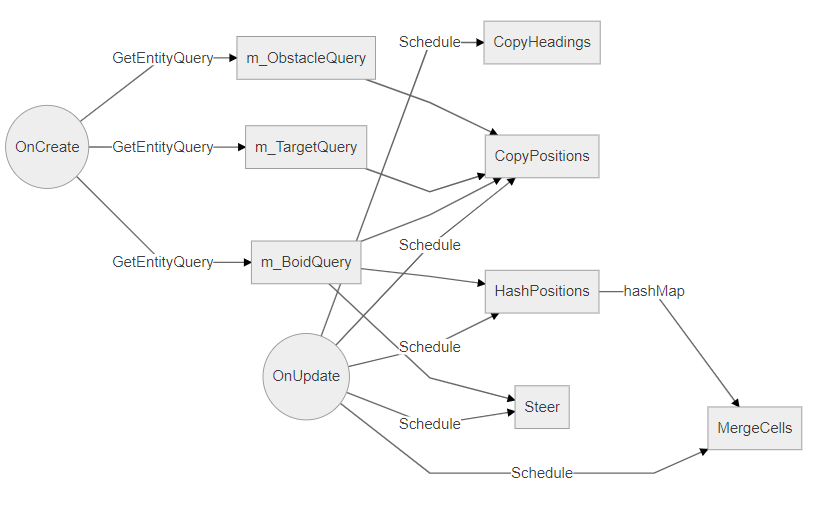 Schedule
CopyHeadings
GetEntityQuery
m_ObstacleQuery
OnCreate
GetEntityQuery
m_TargetQuery
CopyPositions
Schedule
GetEntityQuery
m_BoidQuery
HashPositions
hashMap
Schedule
OnUpdate
Steer
Schedule
MergeCells
Schedule